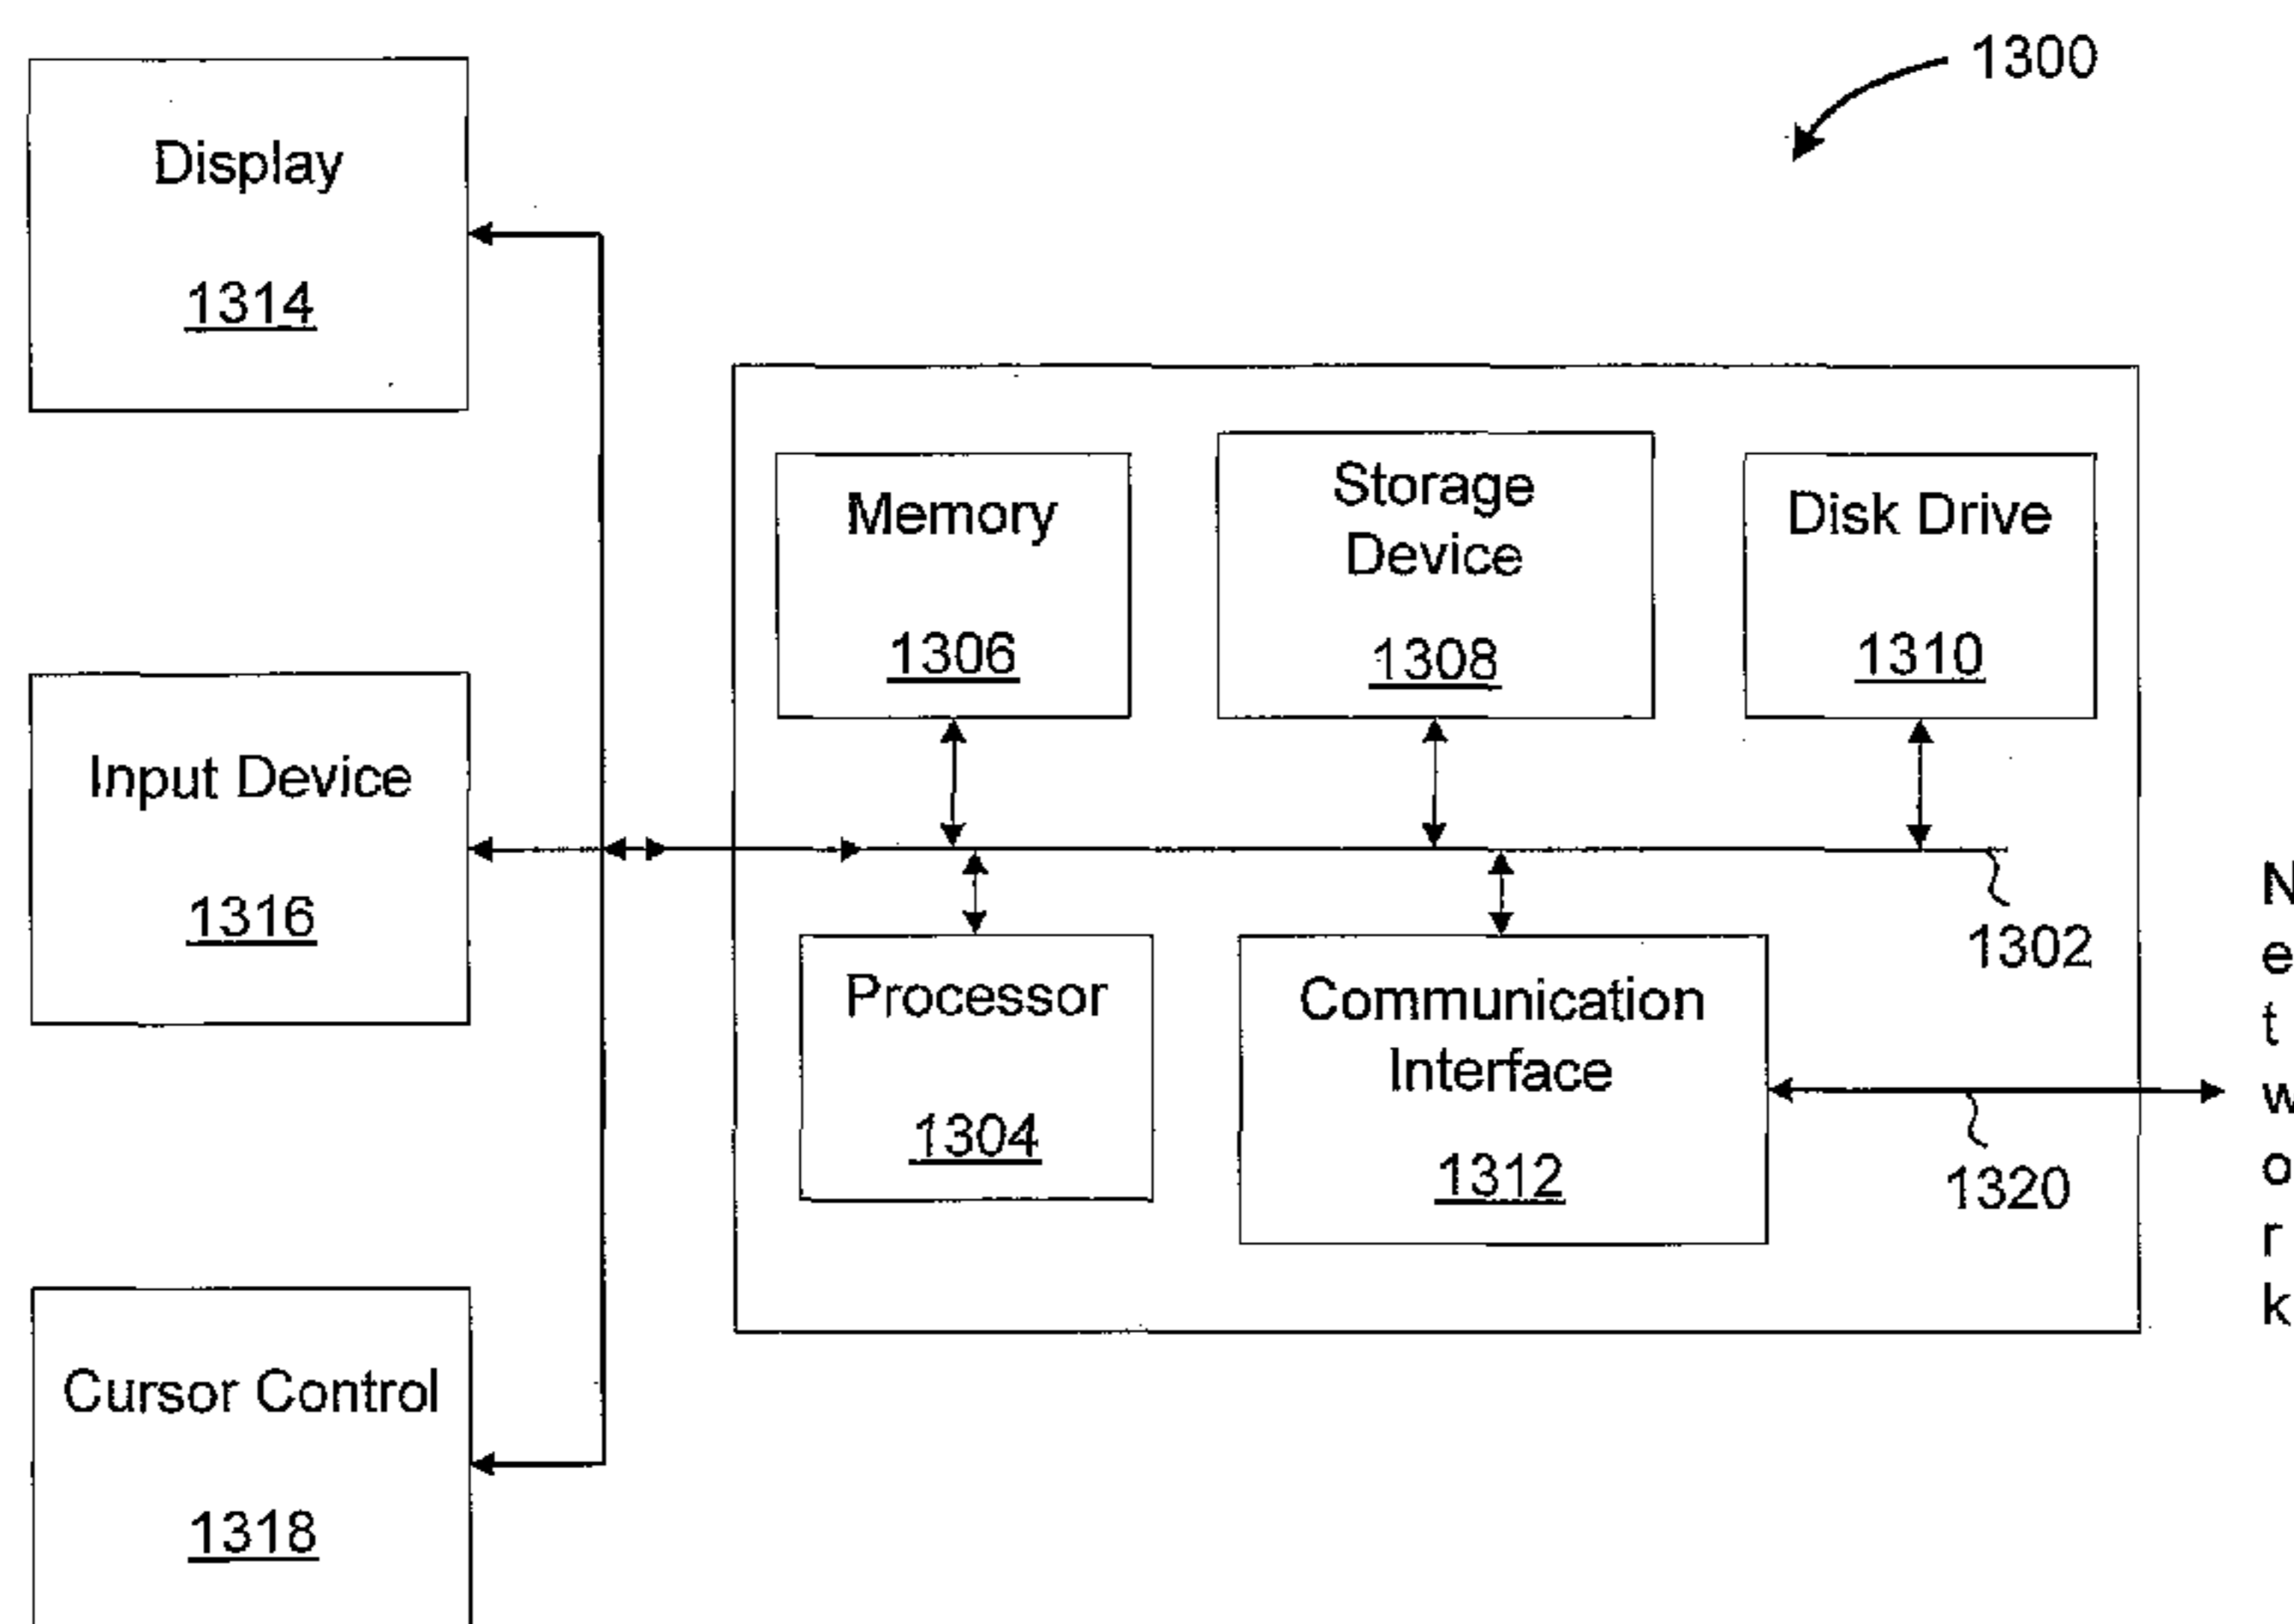 1300
Display
1314
Memory
1306
Storage
Device
1308
Disk Drive
1310
Input Device
1316
1302
Processor
1304
Communication
Interface
1312
1320
Network
Cursor Control
1318